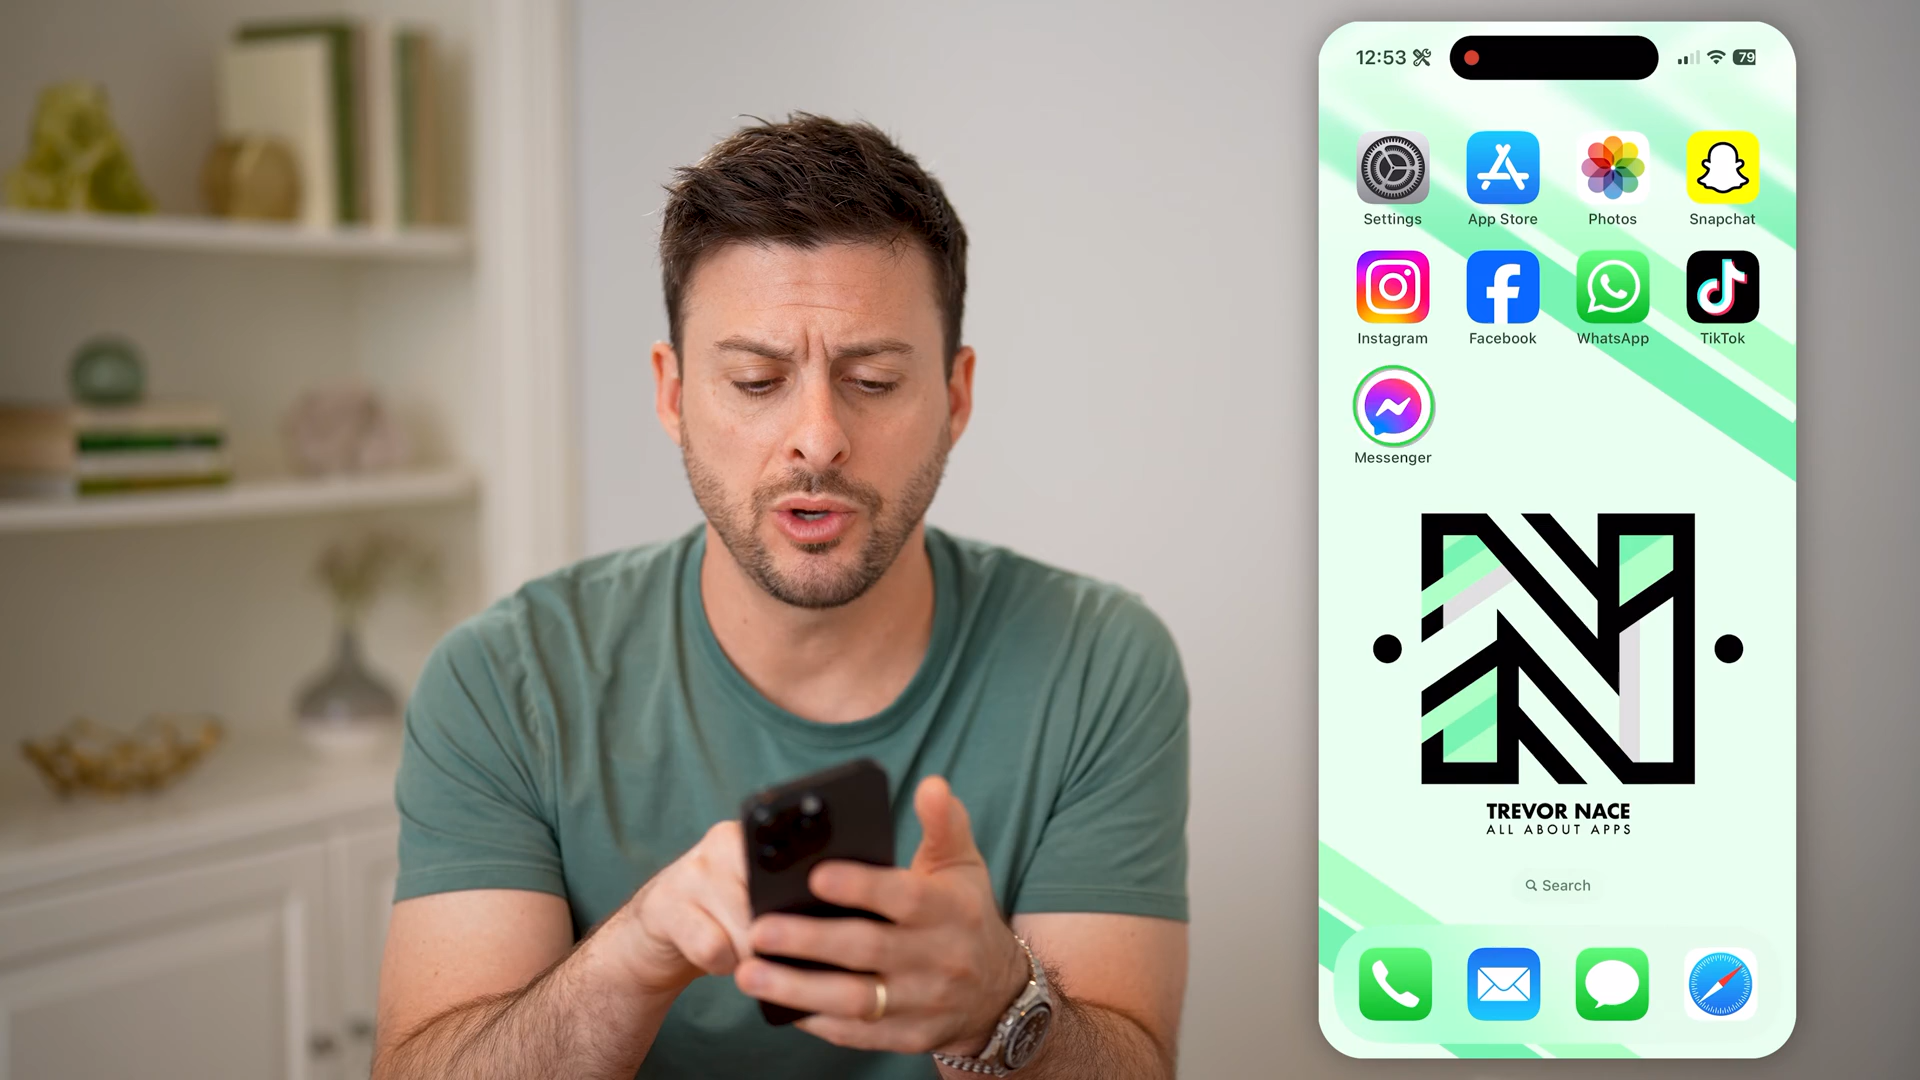 12:53
79
Settings
App Store
Photos
Snapchat
Instagram
Facebook
WhatsApp
TikTok
Messenger
TREVOR NACE
ALL ABOUT APPS
Search